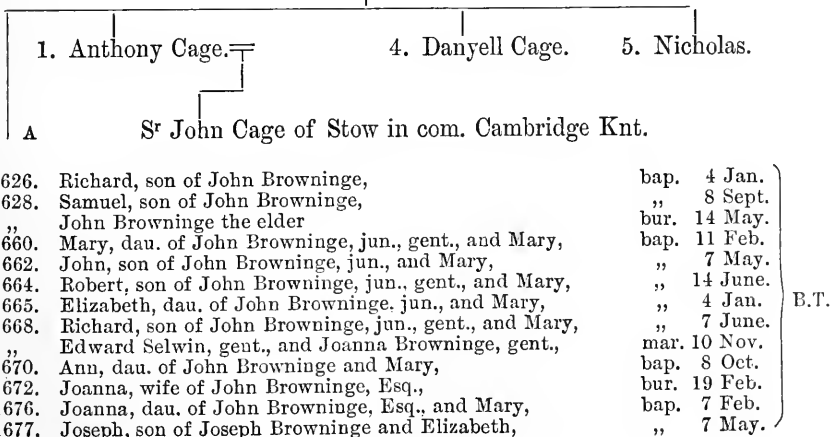 1. Anthony Cage. 4. Danyell Cage. 5. Nicholas.
A Sʳ John Cage of Stow in com. Cambridge Knt.
626. Richard, son of John Browninge, bap. 4 Jan.
628. Samuel, son of John Browninge, „ 8 Sept.
„ John Browninge the elder bur. 14 May.
660. Mary, dau. of John Browninge, jun., gent., and Mary, bap. 11 Feb.
662. John, son of John Browninge, jun., and Mary, „ 7 May.
664. Robert, son of John Browninge, jun., gent., and Mary, „ 14 June.
665. Elizabeth, dau. of John Browninge, jun., and Mary, „ 4 Jan. B.T.
668. Richard, son of John Browninge, jun., gent., and Mary, „ 7 June.
„ Edward Selwin, gent., and Joanna Browninge, gent., mar. 10 Nov.
670. Ann, dau. of John Browninge and Mary, bap. 8 Oct.
672. Joanna, wife of John Browninge, Esq., bur. 19 Feb.
676. Joanna, dau. of John Browninge, Esq., and Mary, bap. 7 Feb.
677. Joseph, son of Joseph Browninge and Elizabeth, „ 7 May.